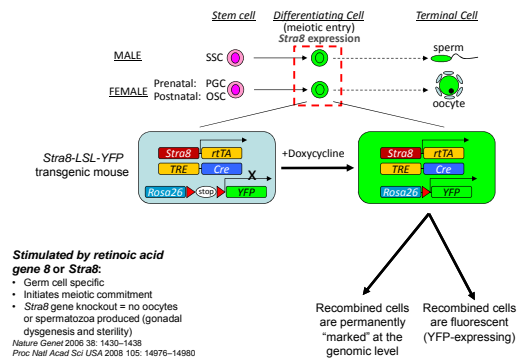 Stem cell
Differentiating Cell
Terminal Cell
(meiotic entry)
Stra8 expression
MALE
SSC
sperm
FEMALE
Prenatal: PGC
Postnatal: OSC
oocyte
Stra8-LSL-YFP
transgenic mouse
Stra8 rtTA
TRE Cre
X
Rosa26 stop YFP
+Doxycycline
Stra8 rtTA
TRE Cre
Rosa26 YFP
Stimulated by retinoic acid
gene 8 or Stra8:
• Germ cell specific
• Initiates meiotic commitment
• Stra8 gene knockout = no oocytes
or spermatozoa produced (gonadal
dysgenesis and sterility)
Nature Genet 2006 38: 1430–1438
Proc Natl Acad Sci USA 2008 105: 14976–14980
Recombined cells
are permanently
“marked” at the
genomic level
Recombined cells
are fluorescent
(YFP-expressing)